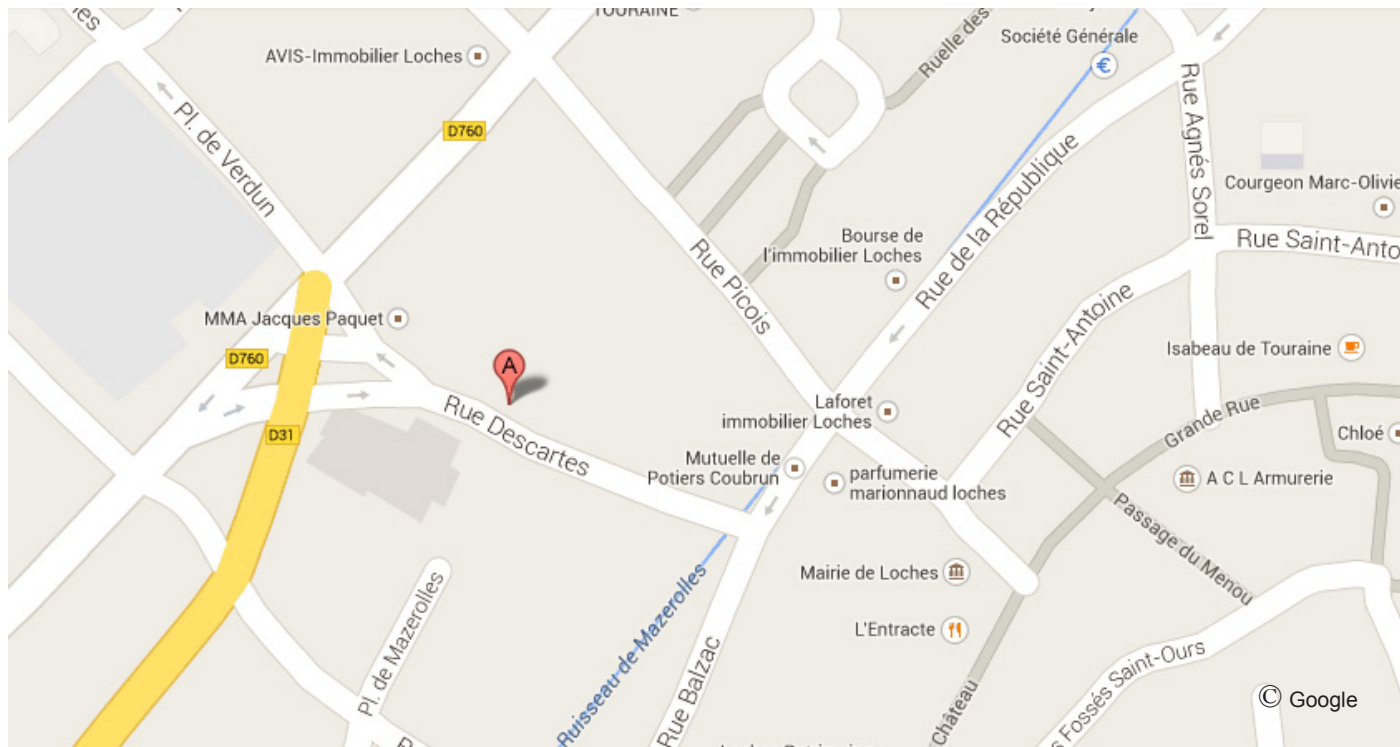 TOURAINE
Ruelle des
Société Générale
AVIS-Immobilier Loches
Pl. de Verdun
D760
Rue Agnés Sorel
Rue de la République
Courgeon Marc-Olivie
Rue Picois
Bourse de
l'immobilier Loches
Rue Saint-Anto
MMA Jacques Paquet
Rue Saint-Antoine
Isabeau de Touraine
D760
A
Rue Descartes
Laforet
immobilier Loches
Grande Rue
Chloé
D31
Mutuelle de
Potiers Coubrun
parfumerie
marionnaud loches
A C L Armurerie
Passage du Menou
Mairie de Loches
Pl. de Mazerolles
Ruisseau de Mazerolles
L'Entracte
Rue Balzac
Château
Fossés Saint-Ours
© Google